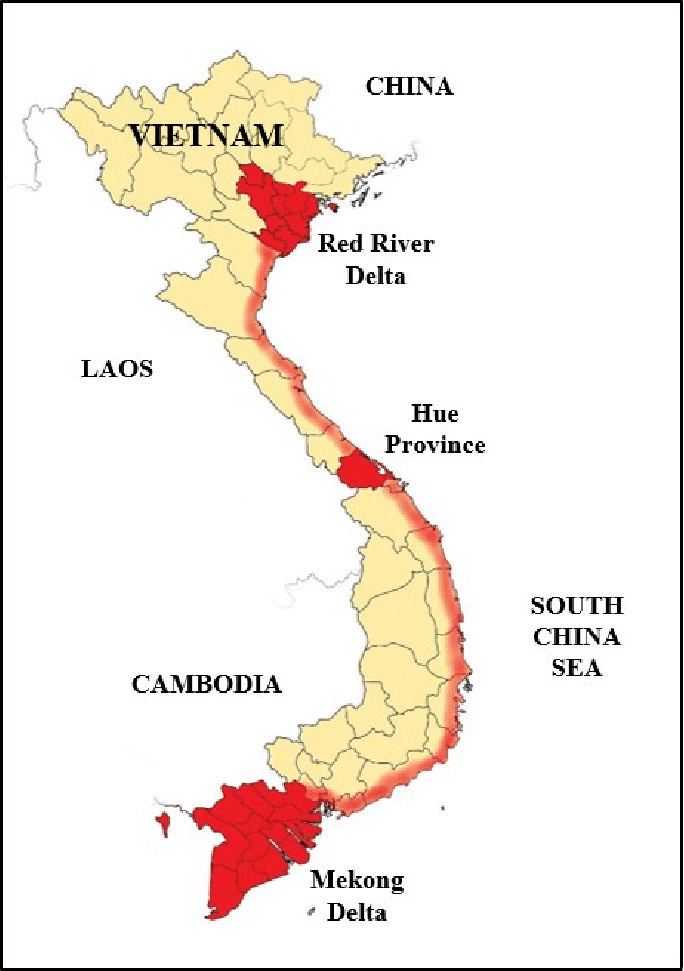 CHINA
VIETNAM
Red River
Delta
LAOS
Hue
Province
SOUTH
CHINA
SEA
CAMBODIA
Mekong
Delta